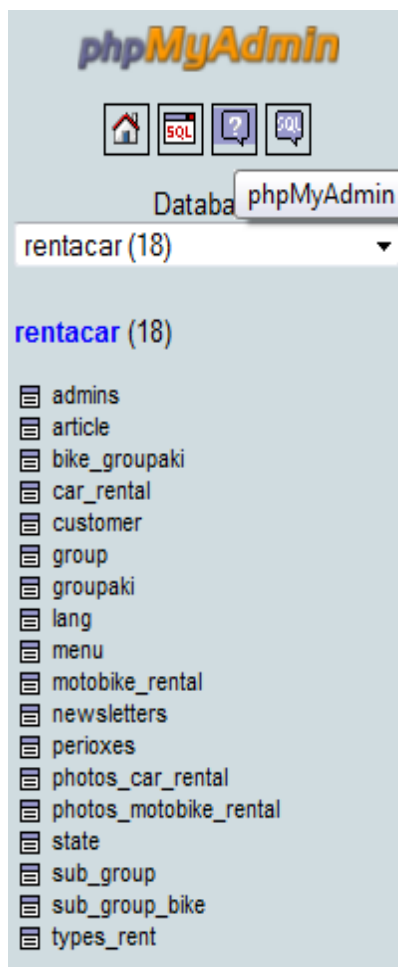 phpMyAdmin
SQL ? SQL
Databa phpMyAdmin
rentacar (18)
rentacar (18)
admins
article
bike_groupaki
car_rental
customer
group
groupaki
lang
menu
motobike_rental
newsletters
perioxes
photos_car_rental
photos_motobike_rental
state
sub_group
sub_group_bike
types_rent